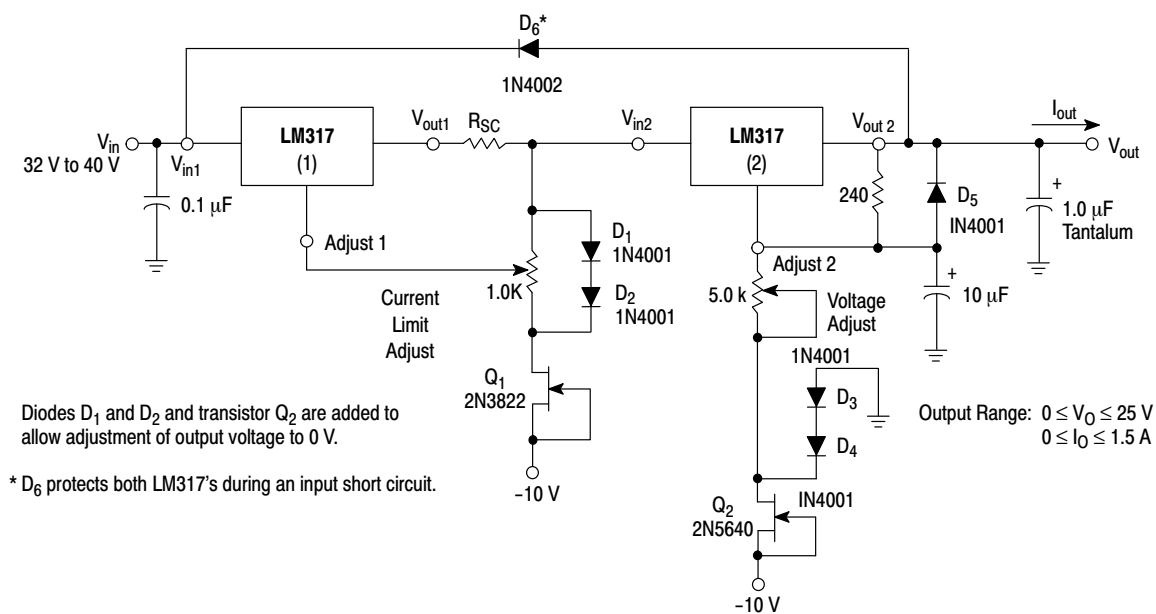 D6*
1N4002
Vin
32 V to 40 V
Vin1
0.1 μF
LM317
(1)
Vout1
RSC
Vin2
LM317
(2)
Vout 2
Iout
Vout
240
D5
IN4001
+
1.0 μF
Tantalum
Adjust 1
1.0K
Current
Limit
Adjust
D1
1N4001
D2
1N4001
Adjust 2
5.0 k
Voltage
Adjust
+
10 μF
1N4001
D3
D4
IN4001
Q1
2N3822
–10 V
Q2
2N5640
–10 V
Output Range: 0 ≤ VO ≤ 25 V
0 ≤ IO ≤ 1.5 A
Diodes D1 and D2 and transistor Q2 are added to
allow adjustment of output voltage to 0 V.
* D6 protects both LM317's during an input short circuit.